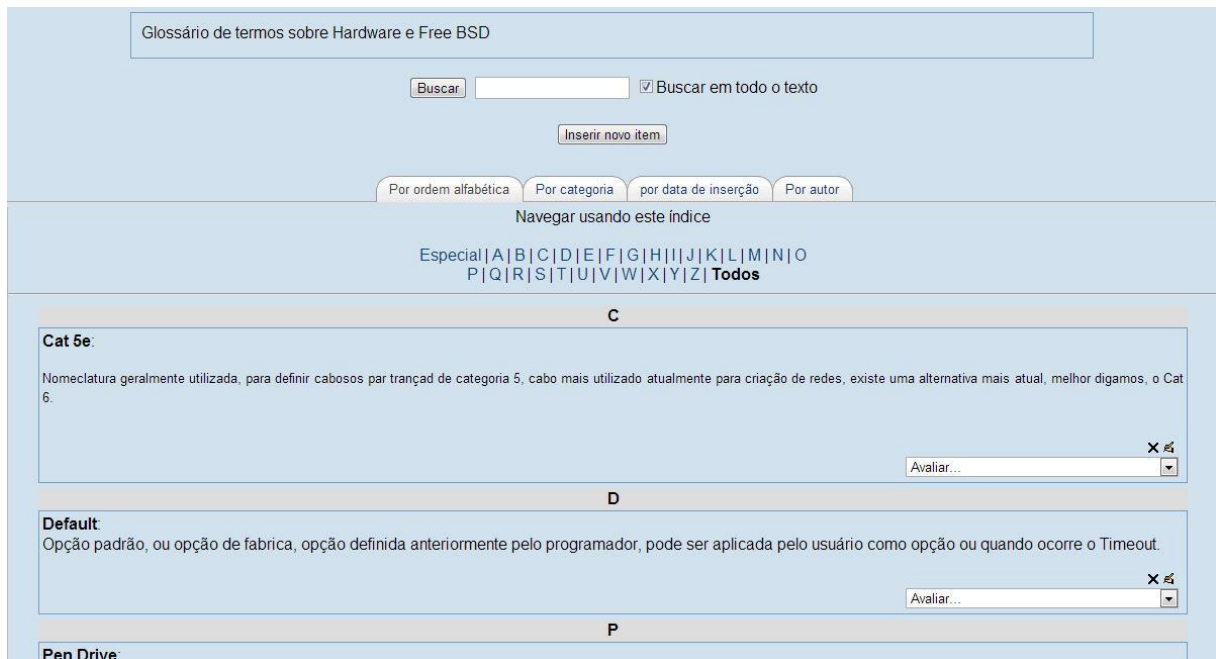 Glossário de termos sobre Hardware e Free BSD
Buscar Buscar em todo o texto
Inserir novo item
Por ordem alfabética Por categoria por data de inserção Por autor
Navegar usando este índice
Especial | A | B | C | D | E | F | G | H | I | J | K | L | M | N | O
P | Q | R | S | T | U | V | W | X | Y | Z | Todos
C
Cat 5e:
Nomeclatura geralmente utilizada, para definir cabosos par trançad de categoria 5, cabo mais utilizado atualmente para criação de redes, existe uma alternativa mais atual, melhor digamos, o Cat
6.
Avaliar...
D
Default:
Opção padrão, ou opção de fabrica, opção definida anteriormente pelo programador, pode ser aplicada pelo usuário como opção ou quando ocorre o Timeout.
Avaliar...
P
Pen Drive: